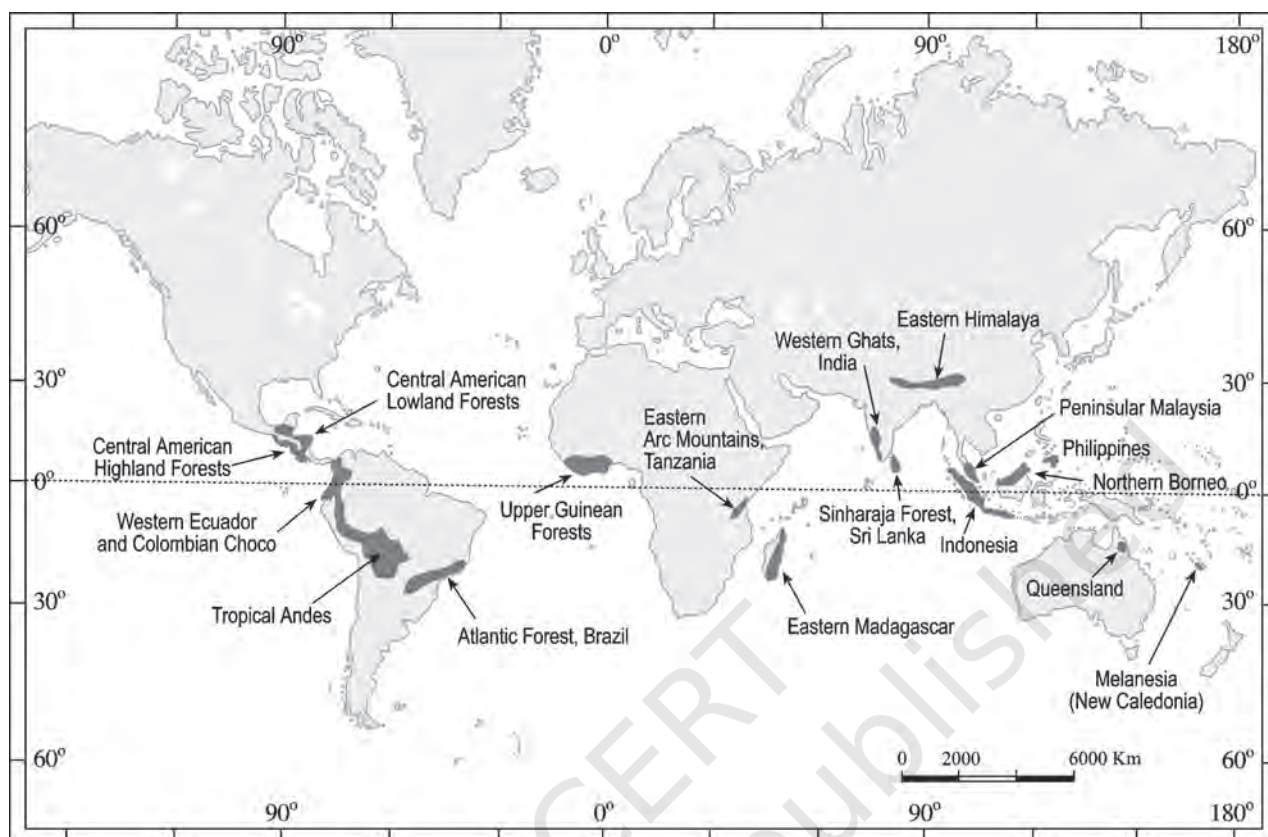 90º 0º 90º 180º
60º 60º
Eastern Himalaya
Western Ghats,
India
30º 30º
Central American
Lowland Forests
Eastern
Arc Mountains,
Tanzania
Peninsular Malaysia
Philippines
Central American
Highland Forests
Northern Borneo
0º 0º
Western Ecuador
and Colombian Choco
Upper Guinean
Forests
Sinharaja Forest,
Sri Lanka
Indonesia
Queensland
Tropical Andes
30º 30º
Atlantic Forest, Brazil
Eastern Madagascar
Melanesia
(New Caledonia)
0 2000 6000 Km
60º 60º
90º 0º 90º 180º
CERT
published